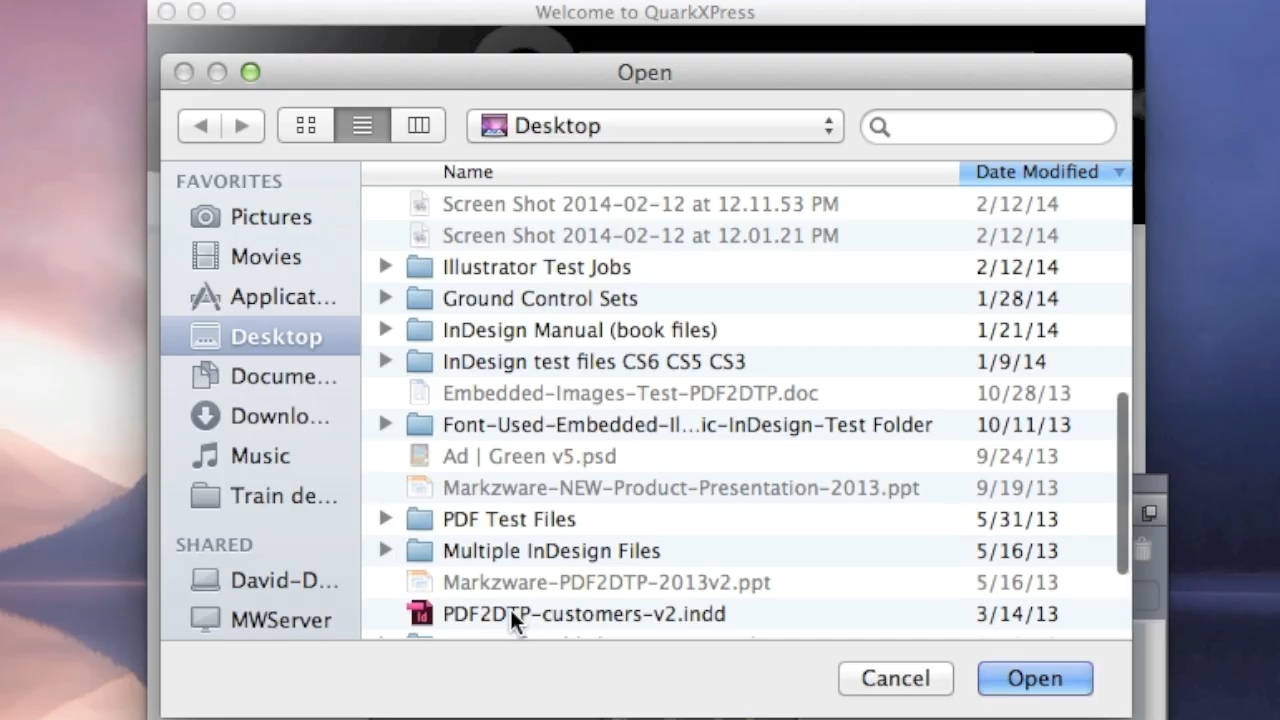 Welcome to QuarkXPress
Open
Desktop
FAVORITES
Pictures
Movies
Applicat...
Desktop
Docume...
Downlo...
Music
Train de...
SHARED
David-D...
MWServer
Name Date Modified
Screen Shot 2014-02-12 at 12.11.53 PM 2/12/14
Screen Shot 2014-02-12 at 12.01.21 PM 2/12/14
Illustrator Test Jobs 2/12/14
Ground Control Sets 1/28/14
InDesign Manual (book files) 1/21/14
InDesign test files CS6 CS5 CS3 1/9/14
Embedded-Images-Test-PDF2DTP.doc 10/28/13
Font-Used-Embedded-Il...ic-InDesign-Test Folder 10/11/13
Ad | Green v5.psd 9/24/13
Markzware-NEW-Product-Presentation-2013.ppt 9/19/13
PDF Test Files 5/31/13
Multiple InDesign Files 5/16/13
Markzware-PDF2DTP-2013v2.ppt 5/16/13
PDF2DTP-customers-v2.indd 3/14/13
Cancel Open